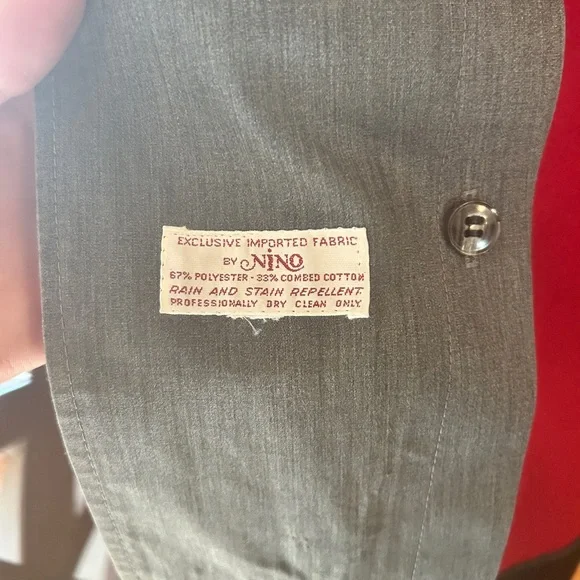 EXCLUSIVE IMPORTED FABRIC
BY NINO
67% POLYESTER - 33% COMBED COTTON
RAIN AND STAIN REPELLENT.
PROFESSIONALLY DRY CLEAN ONLY.